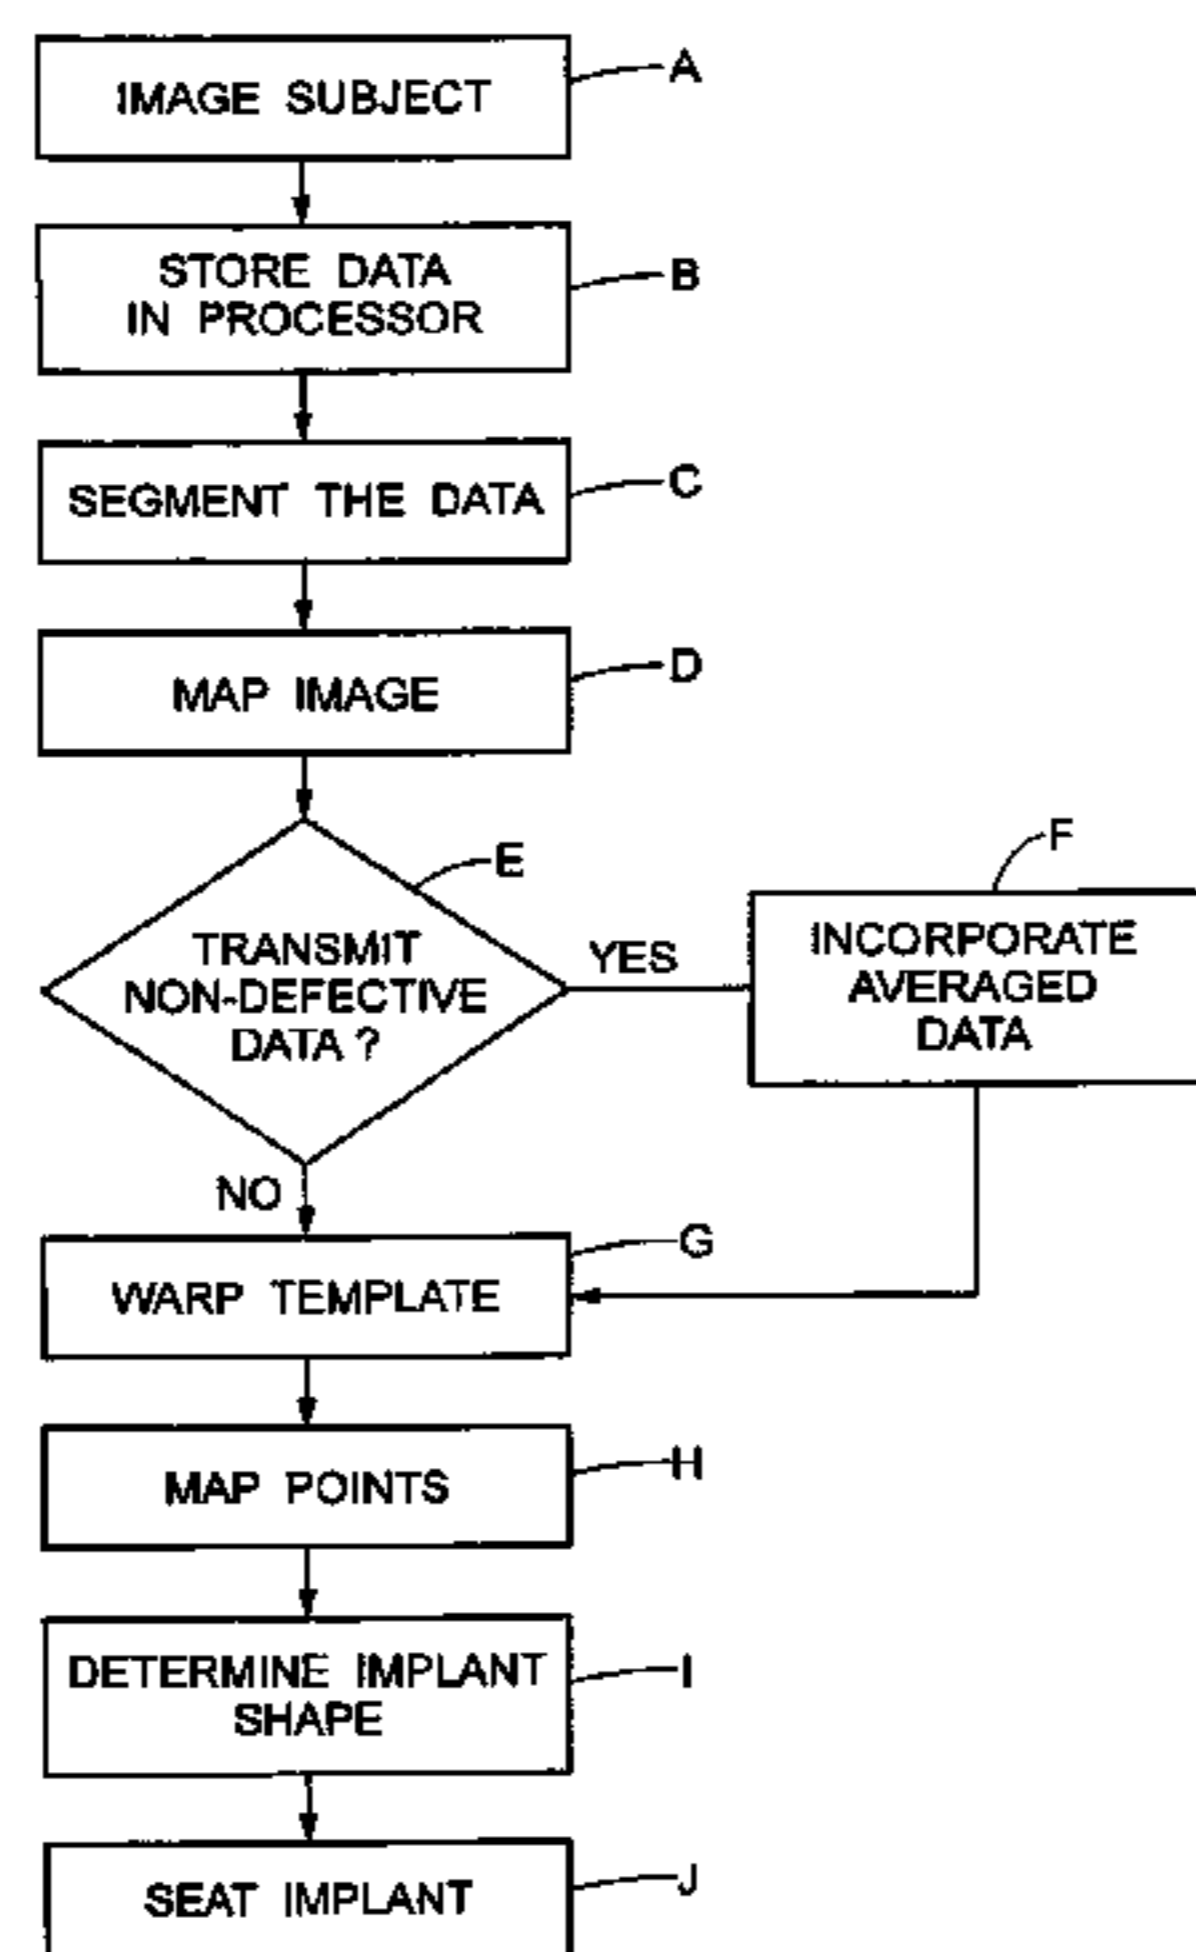 IMAGE SUBJECT
A
STORE DATA
IN PROCESSOR
B
SEGMENT THE DATA
C
MAP IMAGE
D
E
TRANSMIT
NON-DEFECTIVE
DATA ?
YES
F
INCORPORATE
AVERAGED
DATA
NO
WARP TEMPLATE
G
MAP POINTS
H
DETERMINE IMPLANT
SHAPE
I
SEAT IMPLANT
J